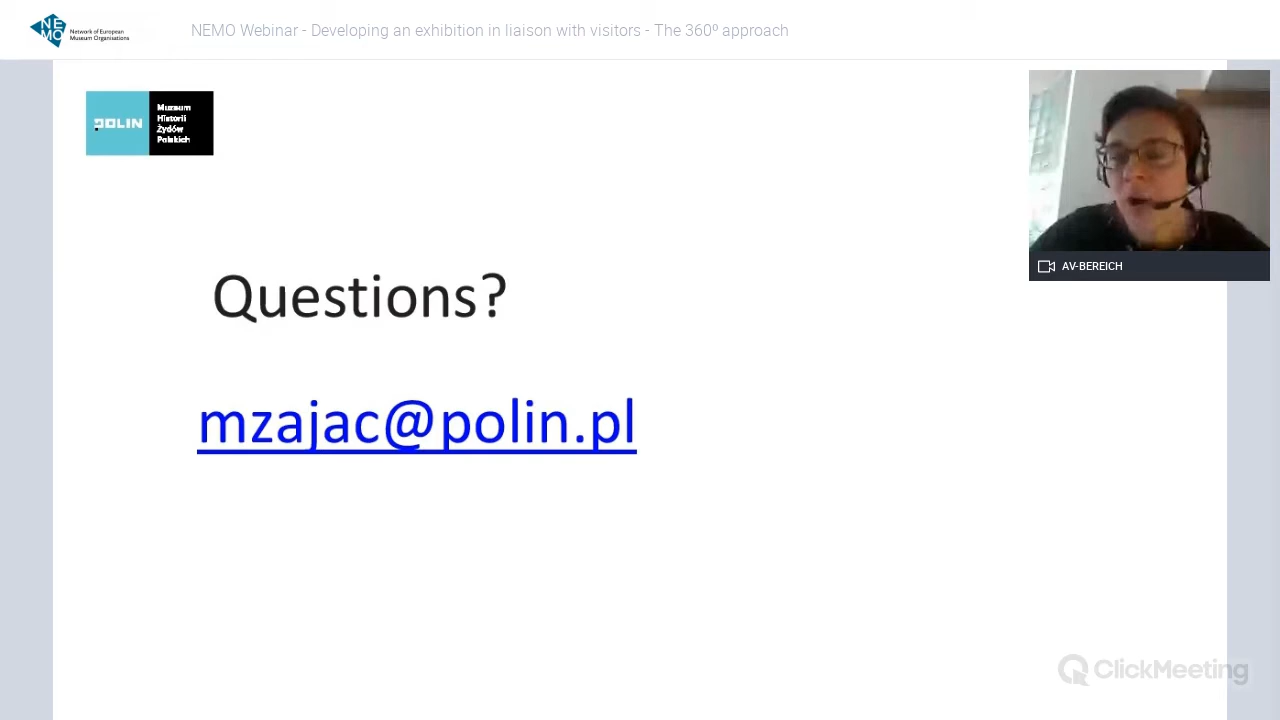 NEMO
Network of European
Museum Organisations
NEMO Webinar - Developing an exhibition in liaison with visitors - The 360º approach
POLIN
Muzeum
Historii
Żydów
Polskich
AV-BEREICH
Questions?
mzajac@polin.pl
ClickMeeting